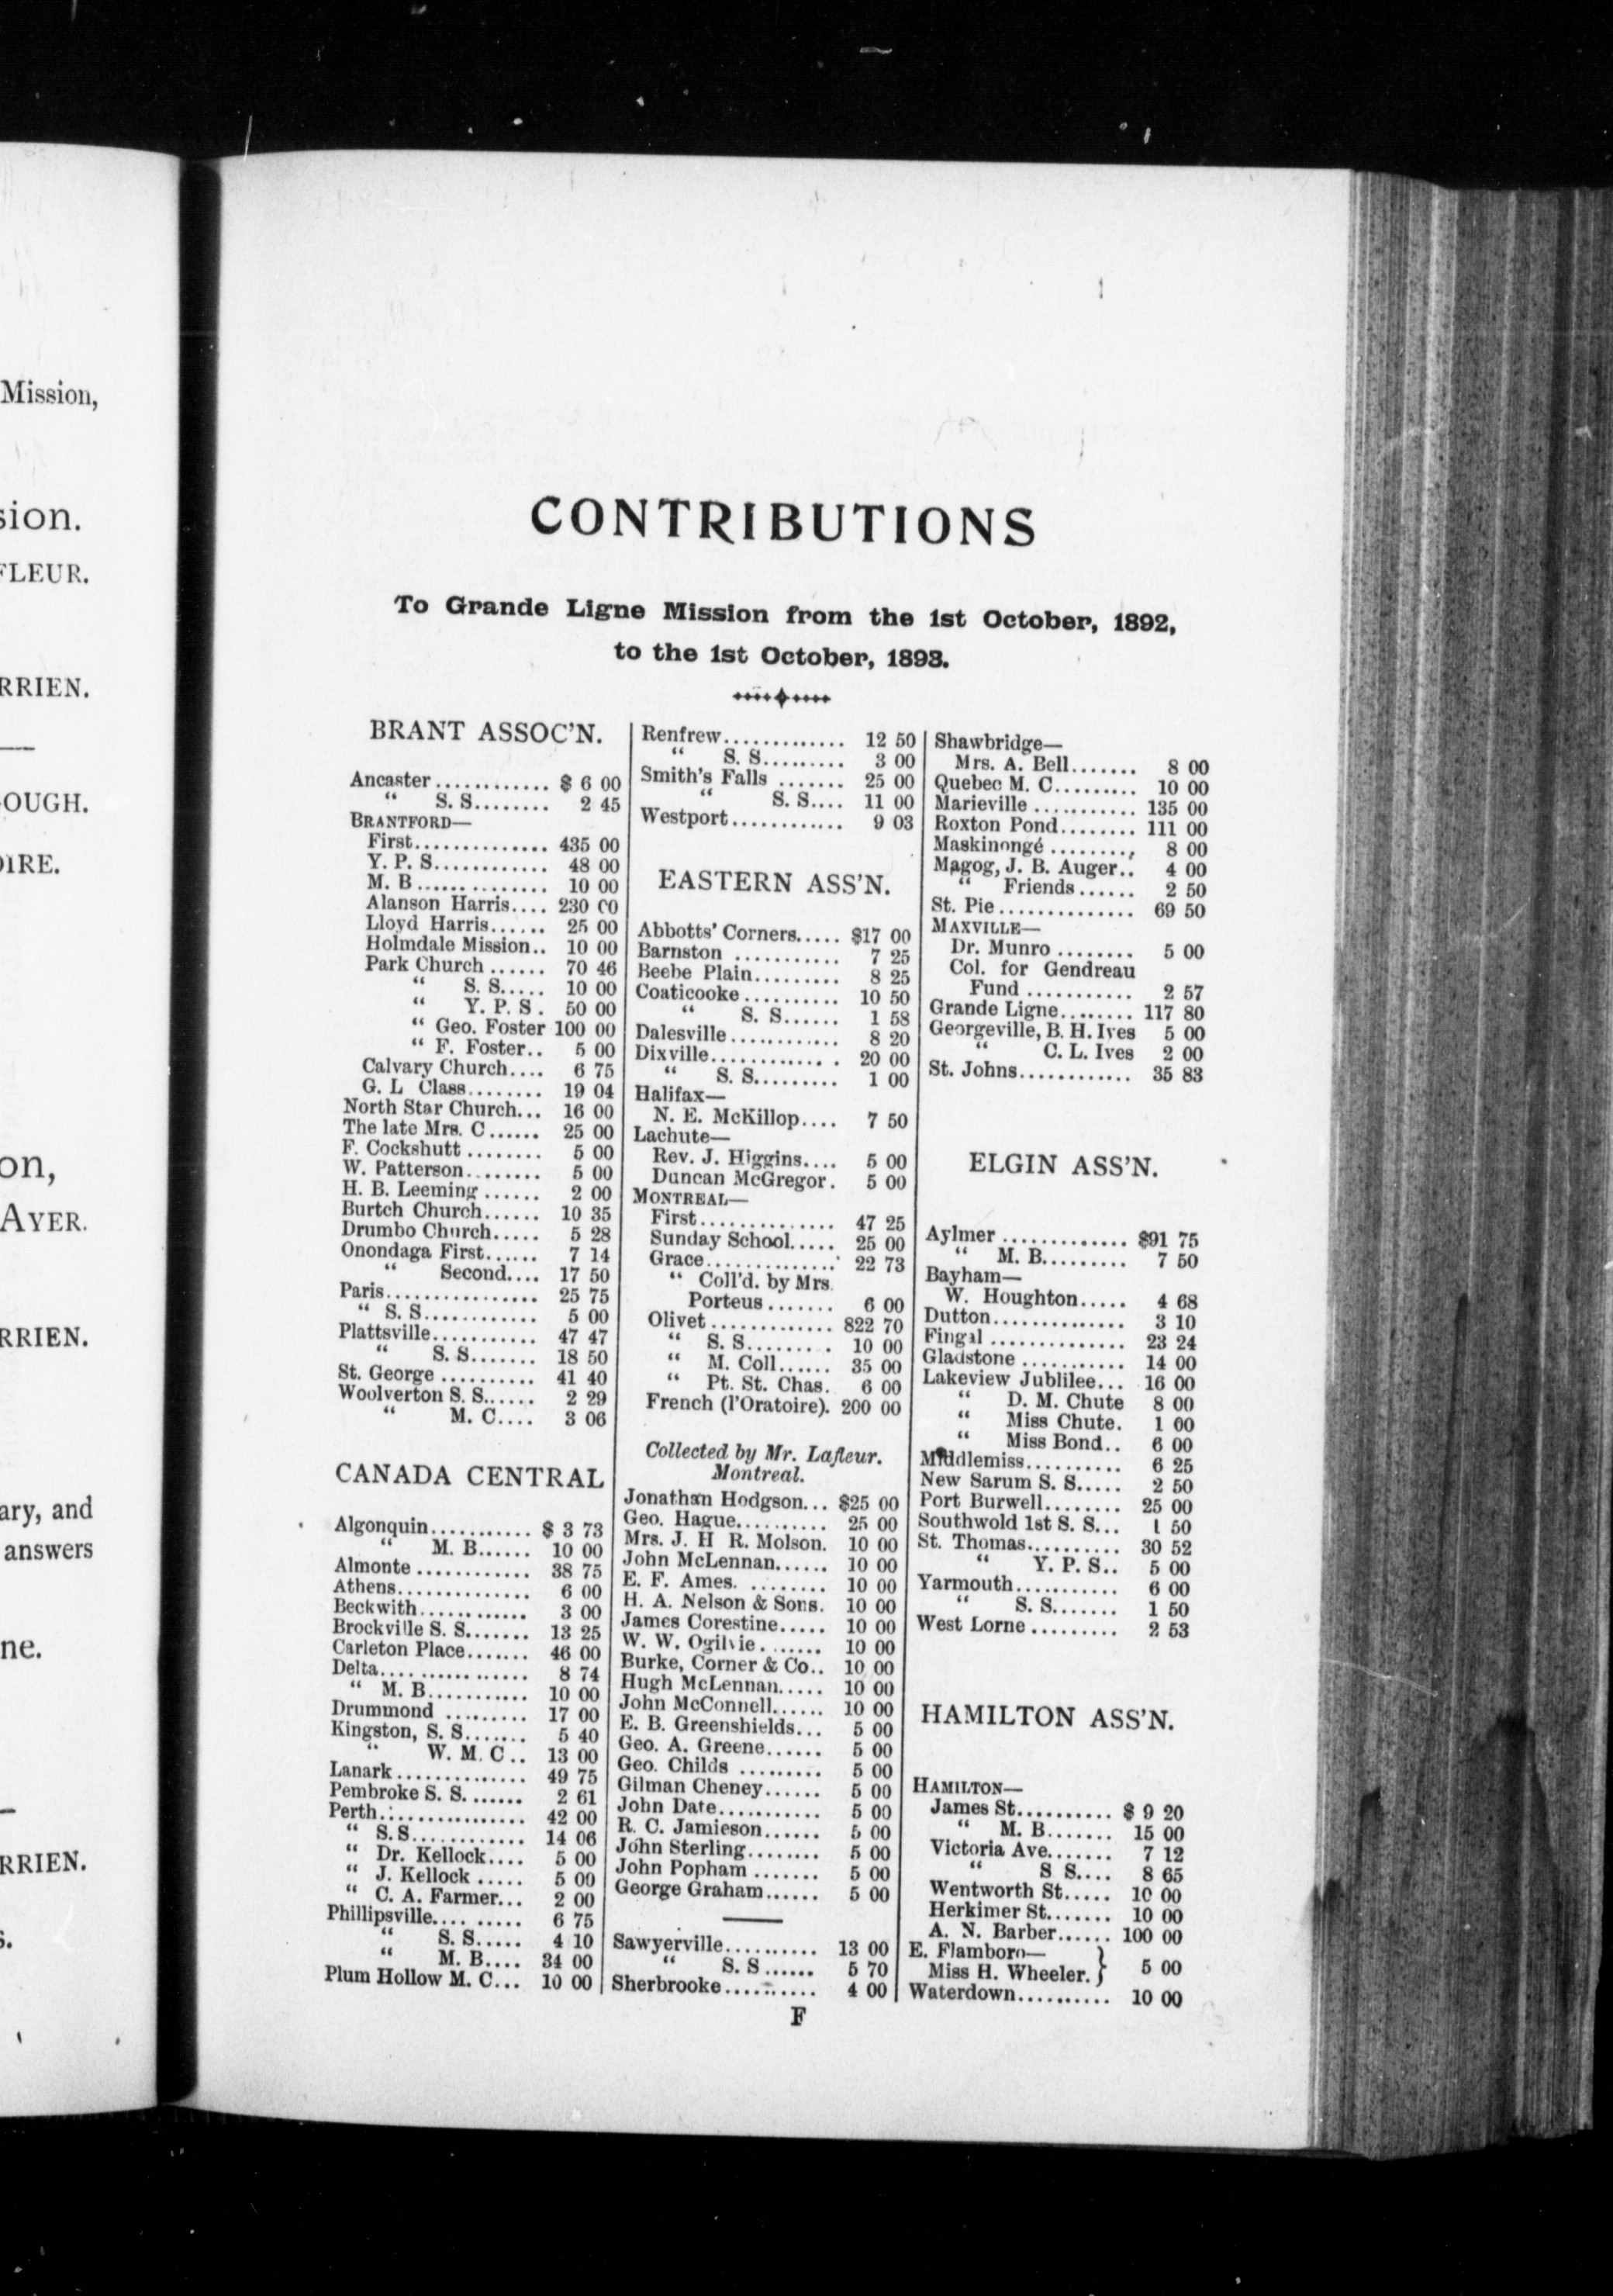 Mission,
sion.
FLEUR.
RRIEN.
OUGH.
OIRE.
RRIEN.
on,
AYER.
RRIEN.
ary, and
answers
ne.
RRIEN.
s.
CONTRIBUTIONS
To Grande Ligne Mission from the 1st October, 1892,
to the 1st October, 1893.
BRANT ASSOC'N.
Ancaster ............ $ 6 00
" S. S........ 2 45
BRANTFORD—
First.............. 435 00
Y. P. S............ 48 00
M. B .............. 10 00
Alanson Harris.... 230 00
Lloyd Harris...... 25 00
Holmdale Mission.. 10 00
Park Church ...... 70 46
" S. S..... 10 00
" Y. P. S . 50 00
" Geo. Foster 100 00
" F. Foster.. 5 00
Calvary Church.... 6 75
G. L Class........ 19 04
North Star Church... 16 00
The late Mrs. C...... 25 00
F. Cockshutt ........ 5 00
W. Patterson........ 5 00
H. B. Leeming ...... 2 00
Burtch Church...... 10 35
Drumbo Church..... 5 28
Onondaga First...... 7 14
" Second.... 17 50
Paris................ 25 75
" S. S............ 5 00
Plattsville........... 47 47
" S. S....... 18 50
St. George .......... 41 40
Woolverton S. S...... 2 29
" M. C.... 3 06
CANADA CENTRAL
Algonquin........... $ 3 73
" M. B...... 10 00
Almonte ............ 38 75
Athens.............. 6 00
Beckwith............ 3 00
Brockville S. S....... 13 25
Carleton Place....... 46 00
Delta................ 8 74
" M. B........... 10 00
Drummond ......... 17 00
Kingston, S. S....... 5 40
" W. M. C .. 13 00
Lanark .............. 49 75
Pembroke S. S. ...... 2 61
Perth............... 42 00
" S. S............ 14 06
" Dr. Kellock.... 5 00
" J. Kellock ..... 5 00
" C. A. Farmer... 2 00
Phillipsville.......... 6 75
" S. S..... 4 10
" M. B.... 34 00
Plum Hollow M. C... 10 00
Renfrew............. 12 50
" S. S......... 3 00
Smith's Falls ....... 25 00
" S. S.... 11 00
Westport............ 9 03
EASTERN ASS'N.
Abbotts' Corners..... $17 00
Barnston ........... 7 25
Beebe Plain......... 8 25
Coaticooke .......... 10 50
" S. S...... 1 58
Dalesville............ 8 20
Dixville............. 20 00
" S. S......... 1 00
Halifax—
N. E. McKillop.... 7 50
Lachute—
Rev. J. Higgins.... 5 00
Duncan McGregor. 5 00
MONTREAL—
First.............. 47 25
Sunday School..... 25 00
Grace.............. 22 73
" Coll'd. by Mrs.
Porteus ....... 6 00
Olivet ............. 822 70
" S. S........ . 10 00
" M. Coll...... 35 00
" Pt. St. Chas. 6 00
French (l'Oratoire). 200 00
Collected by Mr. Lafleur.
Montreal.
Jonathan Hodgson... $25 00
Geo. Hague.......... 25 00
Mrs. J. H R. Molson. 10 00
John McLennan...... 10 00
E. F. Ames. ........ 10 00
H. A. Nelson & Sons. 10 00
James Corestine..... 10 00
W. W. Ogilvie ....... 10 00
Burke, Corner & Co.. 10 00
Hugh McLennan..... 10 00
John McConnell...... 10 00
E. B. Greenshields... 5 00
Geo. A. Greene...... 5 00
Geo. Childs ......... 5 00
Gilman Cheney...... 5 00
John Date........... 5 00
R. C. Jamieson...... 5 00
John Sterling........ 5 00
John Popham ....... 5 00
George Graham...... 5 00
Sawyerville.......... 13 00
" S. S ...... 5 70
Sherbrooke.......... 4 00
Shawbridge—
Mrs. A. Bell....... 8 00
Quebec M. C......... 10 00
Marieville ........... 135 00
Roxton Pond........ 111 00
Maskinongé ........, 8 00
Magog, J. B. Auger.. 4 00
" Friends...... 2 50
St. Pie.............. 69 50
MAXVILLE—
Dr. Munro ........ 5 00
Col. for Gendreau
Fund ........... 2 57
Grande Ligne........ 117 80
Georgeville, B. H. Ives 5 00
" C. L. Ives 2 00
St. Johns............ 35 83
ELGIN ASS'N.
Aylmer ............. $91 75
" M. B......... 7 50
Bayham—
W. Houghton..... 4 68
Dutton.............. 3 10
Fingal .............. 23 24
Gladstone ........... 14 00
Lakeview Jublilee... 16 00
" D. M. Chute 8 00
" Miss Chute. 1 00
" Miss Bond.. 6 00
Middlemiss.......... 6 25
New Sarum S. S..... 2 50
Port Burwell........ 25 00
Southwold 1st S. S... 1 50
St. Thomas.......... 30 52
" Y. P. S.. 5 00
Yarmouth........... 6 00
" S. S....... 1 50
West Lorne ......... 2 53
HAMILTON ASS'N.
HAMILTON—
James St.......... $ 9 20
" M. B....... 15 00
Victoria Ave....... 7 12
" S S.... 8 65
Wentworth St..... 10 00
Herkimer St....... 10 00
A. N. Barber...... 100 00
E. Flamboro— }
Miss H. Wheeler. } 5 00
Waterdown.......... 10 00
F